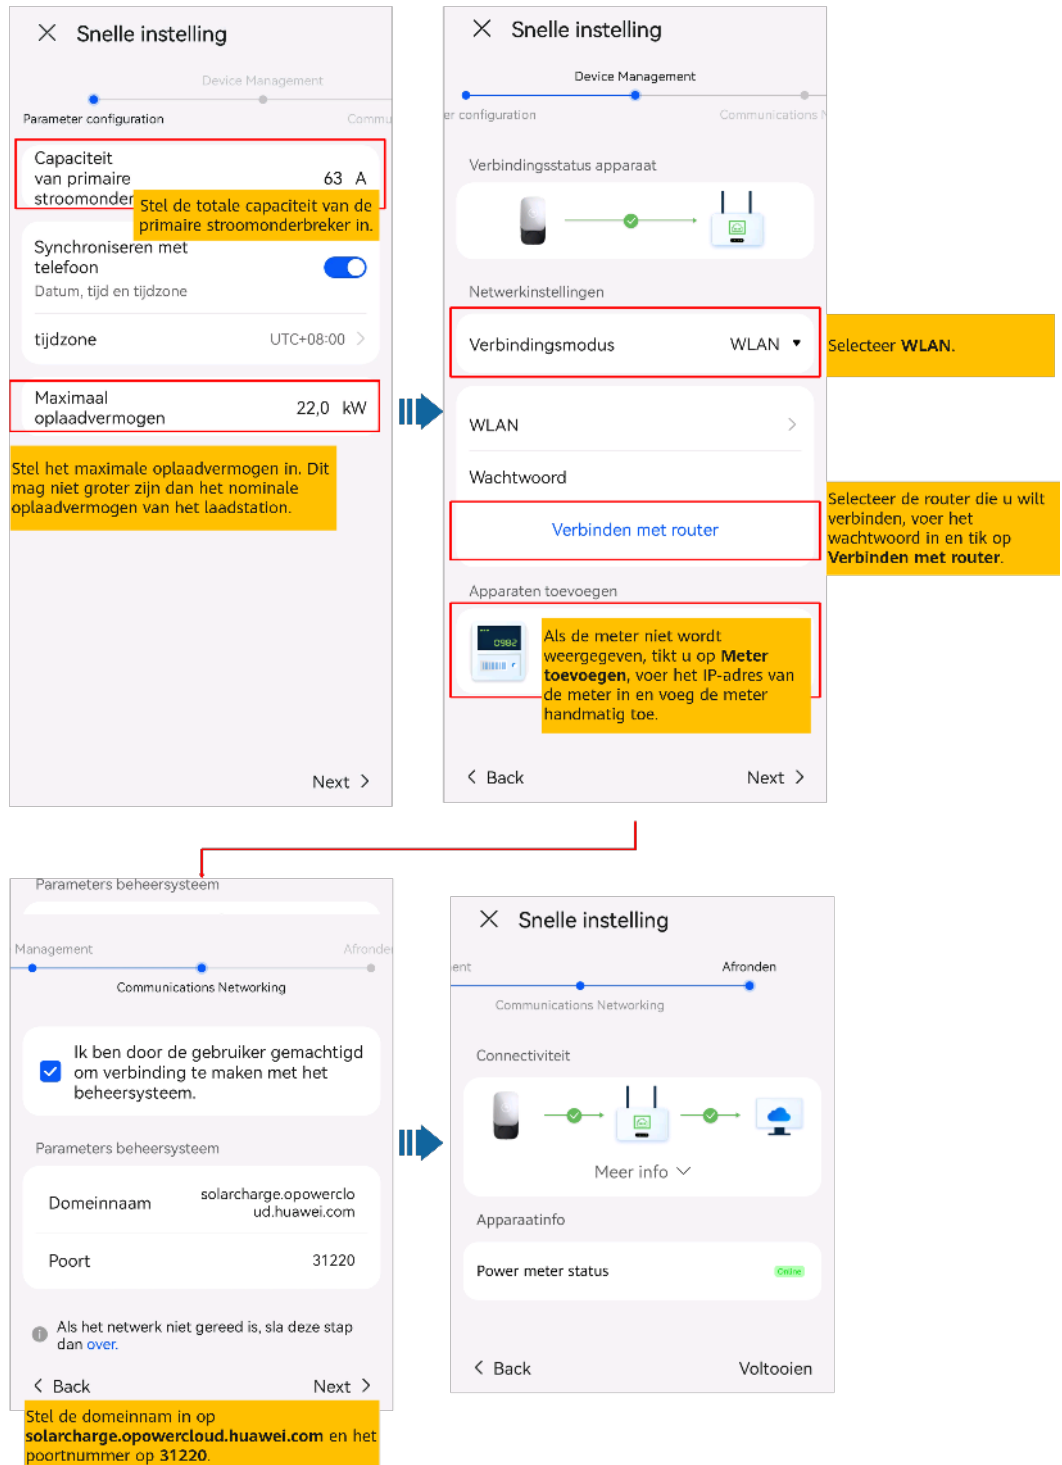 Snelle instelling
Device Management
Parameter configuration
Commu
Capaciteit
van primaire
stroomonder
63 A
Stel de totale capaciteit van de
primaire stroomonderbreker in.
Synchroniseren met
telefoon
Datum, tijd en tijdzone
tijdzone
UTC+08:00
Maximaal
oplaadvermogen
22,0 kW
Stel het maximale oplaadvermogen in. Dit
mag niet groter zijn dan het nominale
oplaadvermogen van het laadstation.
Next
Snelle instelling
Device Management
er configuration
Communications N
Verbindingsstatus apparaat
Netwerkinstellingen
Verbindingsmodus
WLAN
Selecteer WLAN.
WLAN
Wachtwoord
Verbinden met router
Selecteer de router die u wilt
verbinden, voer het
wachtwoord in en tik op
Verbinden met router.
Apparaten toevoegen
0982
Als de meter niet wordt
weergegeven, tikt u op Meter
toevoegen, voer het IP-adres van
de meter in en voeg de meter
handmatig toe.
Back
Next
Parameters beheersysteem
Management
Afronde
Communications Networking
Ik ben door de gebruiker gemachtigd
om verbinding te maken met het
beheersysteem.
Parameters beheersysteem
Domeinnaam
solarcharge.opowerclo
ud.huawei.com
Poort
31220
Als het netwerk niet gereed is, sla deze stap
dan over.
Back
Next
Stel de domeinnam in op
solarcharge.opowercloud.huawei.com en het
poortnummer op 31220.
Snelle instelling
ent
Afronden
Communications Networking
Connectiviteit
Meer info
Apparaatinfo
Power meter status
Online
Back
Voltooien